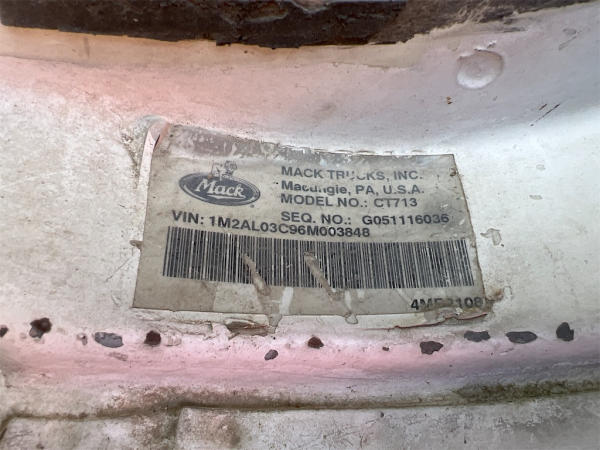 MACK TRUCKS, INC.
Macungie, PA, U.S.A.
MODEL NO.: CT713
Mack
VIN: 1M2AL03C96M003848
SEQ. NO.: G051116036